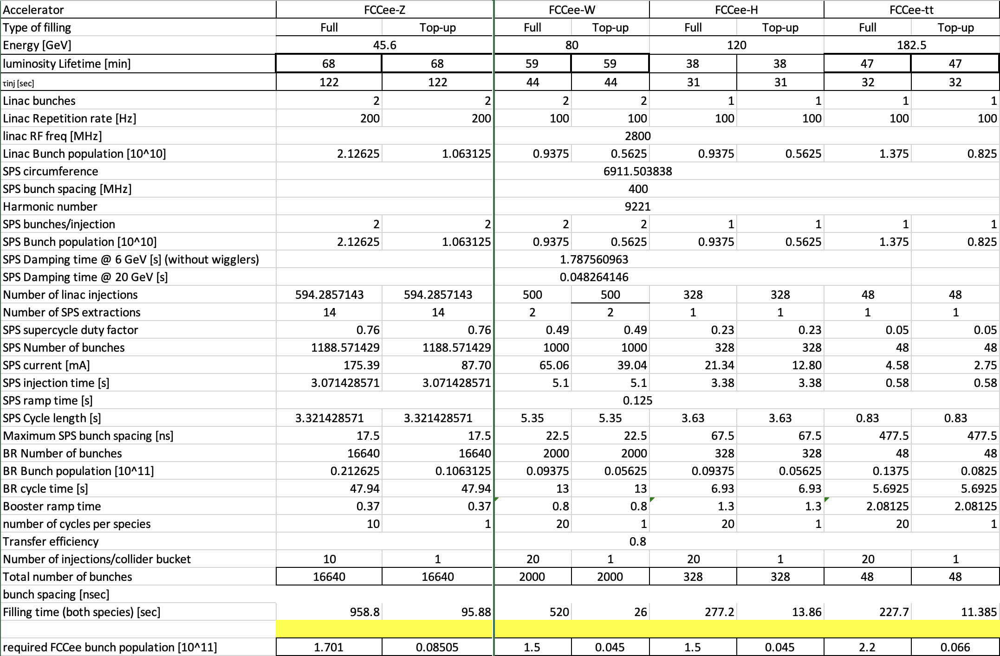 Accelerator FCCee-Z FCCee-W FCCee-H FCCee-tt
Type of filling Full Top-up Full Top-up Full Top-up Full Top-up
Energy [GeV] 45.6 80 120 182.5
luminosity Lifetime [min] 68 68 59 59 38 38 47 47
τinj [sec] 122 122 44 44 31 31 32 32
Linac bunches 2 2 2 2 1 1 1 1
Linac Repetition rate [Hz] 200 200 100 100 100 100 100 100
linac RF freq [MHz] 2800
Linac Bunch population [10^10] 2.12625 1.063125 0.9375 0.5625 0.9375 0.5625 1.375 0.825
SPS circumference 6911.503838
SPS bunch spacing [MHz] 400
Harmonic number 9221
SPS bunches/injection 2 2 2 2 1 1 1 1
SPS Bunch population [10^10] 2.12625 1.063125 0.9375 0.5625 0.9375 0.5625 1.375 0.825
SPS Damping time @ 6 GeV [s] (without wigglers) 1.787560963
SPS Damping time @ 20 GeV [s] 0.048264146
Number of linac injections 594.2857143 594.2857143 500 500 328 328 48 48
Number of SPS extractions 14 14 2 2 1 1 1 1
SPS supercycle duty factor 0.76 0.76 0.49 0.49 0.23 0.23 0.05 0.05
SPS Number of bunches 1188.571429 1188.571429 1000 1000 328 328 48 48
SPS current [mA] 175.39 87.70 65.06 39.04 21.34 12.80 4.58 2.75
SPS injection time [s] 3.071428571 3.071428571 5.1 5.1 3.38 3.38 0.58 0.58
SPS ramp time [s] 0.125
SPS Cycle length [s] 3.321428571 3.321428571 5.35 5.35 3.63 3.63 0.83 0.83
Maximum SPS bunch spacing [ns] 17.5 17.5 22.5 22.5 67.5 67.5 477.5 477.5
BR Number of bunches 16640 16640 2000 2000 328 328 48 48
BR Bunch population [10^11] 0.212625 0.1063125 0.09375 0.05625 0.09375 0.05625 0.1375 0.0825
BR cycle time [s] 47.94 47.94 13 13 6.93 6.93 5.6925 5.6925
Booster ramp time 0.37 0.37 0.8 0.8 1.3 1.3 2.08125 2.08125
number of cycles per species 10 1 20 1 20 1 20 1
Transfer efficiency 0.8
Number of injections/collider bucket 10 1 20 1 20 1 20 1
Total number of bunches 16640 16640 2000 2000 328 328 48 48
bunch spacing [nsec]
Filling time (both species) [sec] 958.8 95.88 520 26 277.2 13.86 227.7 11.385
required FCCee bunch population [10^11] 1.701 0.08505 1.5 0.045 1.5 0.045 2.2 0.066